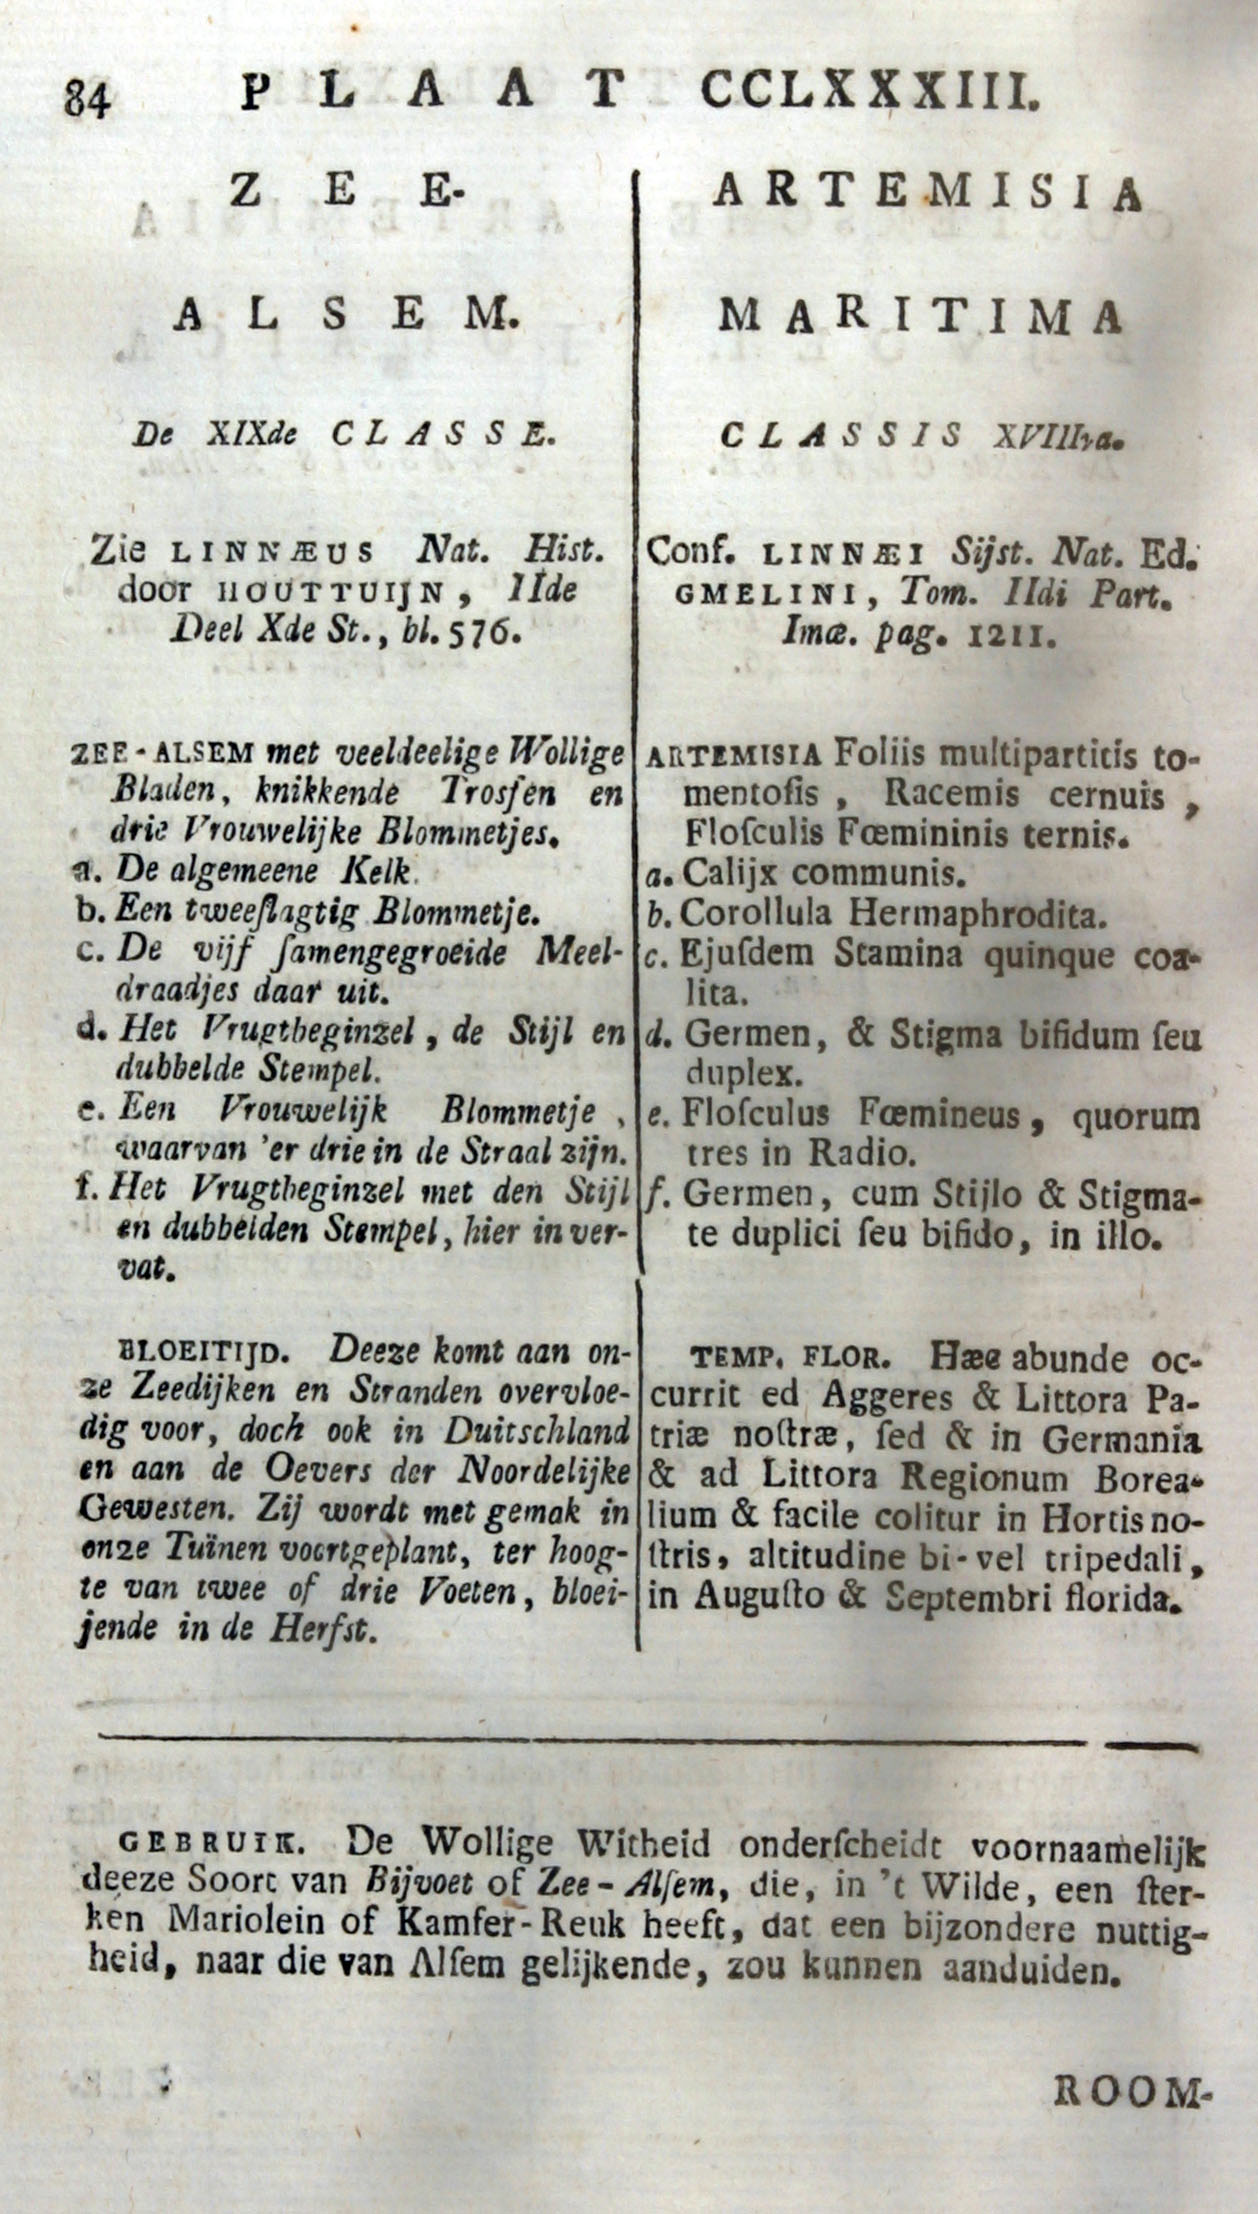 84 PLAAT CCLXXXIII.
ZEE-
ALSEM.
De XIXde CLASSE.
Zie LINNÆUS Nat. Hist.
door HOUTTUIJN, IIde
Deel Xde St., bl. 576.
ZEE-ALSEM met veeldeelige Wollige
Bladen, knikkende Trosſen en
drie Vrouwelijke Blommetjes.
a. De algemeene Kelk.
b. Een tweeſlagtig Blommetje.
c. De vijf ſamengegroeide Meel-
draadjes daar uit.
d. Het Vrugtbeginzel, de Stijl en
dubbelde Stempel.
e. Een Vrouwelijk Blommetje,
waarvan 'er drie in de Straal zijn.
f. Het Vrugtbeginzel met den Stijl
en dubbelden Stempel, hier in ver-
vat.
BLOEITIJD. Deeze komt aan on-
ze Zeedijken en Stranden overvloe-
dig voor, doch ook in Duitschland
en aan de Oevers der Noordelijke
Gewesten. Zij wordt met gemak in
onze Tuinen voortgeplant, ter hoog-
te van twee of drie Voeten, bloei-
jende in de Herfst.
ARTEMISIA
MARITIMA
CLASSIS XVIIIva.
Conf. LINNÆI Sijst. Nat. Ed.
GMELINI, Tom. IIdi Part.
Imæ. pag. 1211.
ARTEMISIA Foliis multipartitis to-
mentoſis, Racemis cernuis,
Floſculis Fœmininis ternis.
a. Calijx communis.
b. Corollula Hermaphrodita.
c. Ejuſdem Stamina quinque coa-
lita.
d. Germen, & Stigma bifidum ſeu
duplex.
e. Floſculus Fœmineus, quorum
tres in Radio.
f. Germen, cum Stijlo & Stigma-
te duplici ſeu bifido, in illo.
TEMP. FLOR. Hæc abunde oc-
currit ed Aggeres & Littora Pa-
triæ noſtræ, ſed & in Germania
& ad Littora Regionum Borea-
lium & facile colitur in Hortis no-
ſtris, altitudine bi-vel tripedali,
in Auguſto & Septembri florida.
GEBRUIK. De Wollige Witheid onderſcheidt voornaamelijk
deeze Soort van Bijvoet of Zee-Alſem, die, in 't Wilde, een ſter-
ken Mariolein of Kamfer-Reuk heeft, dat een bijzondere nuttig-
heid, naar die van Alſem gelijkende, zou kunnen aanduiden.
ROOM-